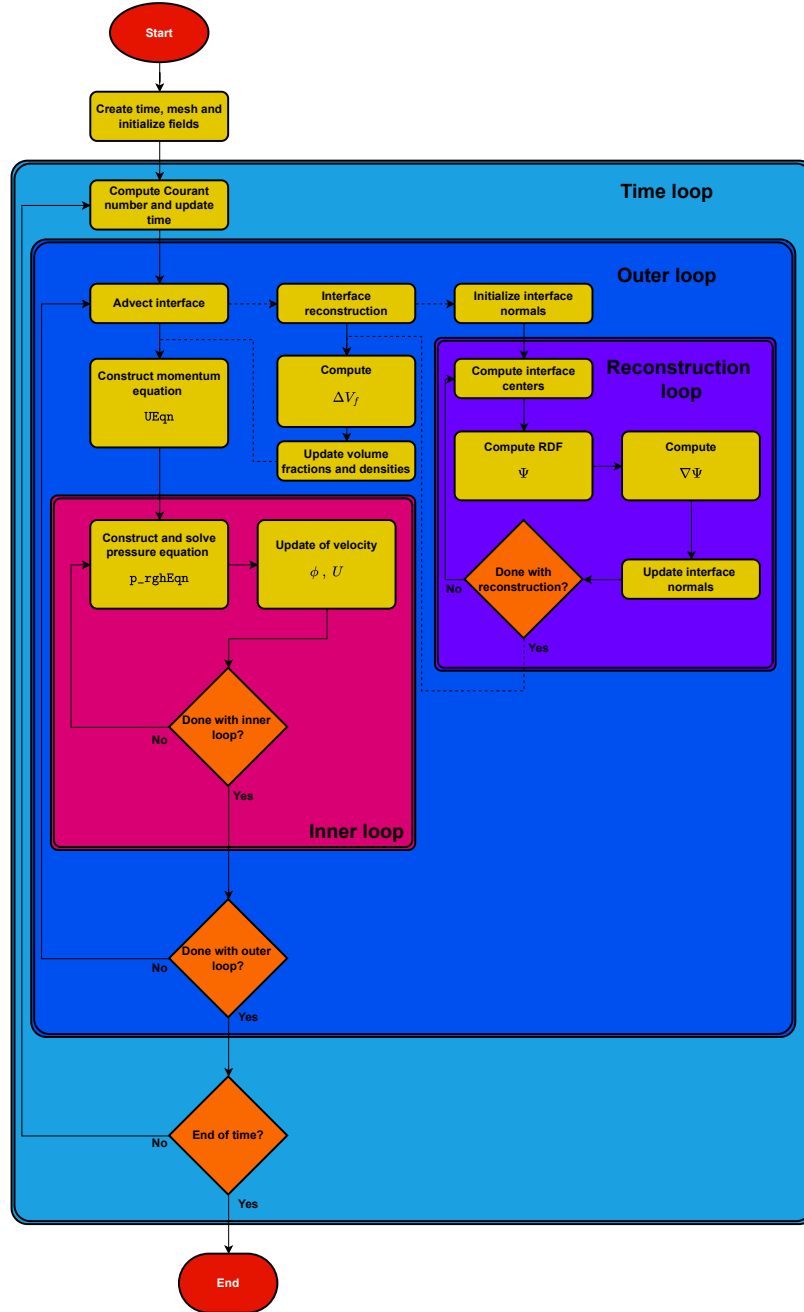 Start
Create time, mesh and
initialize fields
Time loop
Compute Courant
number and update
time
Outer loop
Advect interface
Interface
reconstruction
Initialize interface
normals
Construct momentum
equation
UEqn
Compute
ΔV_f
Update volume
fractions and densities
Reconstruction
loop
Compute interface
centers
Compute RDF
Ψ
Compute
∇Ψ
Done with
reconstruction?
No
Yes
Update interface
normals
Construct and solve
pressure equation
p_rghEqn
Update of velocity
ϕ , U
Done with inner
loop?
No
Yes
Inner loop
Done with outer
loop?
No
Yes
End of time?
No
Yes
End